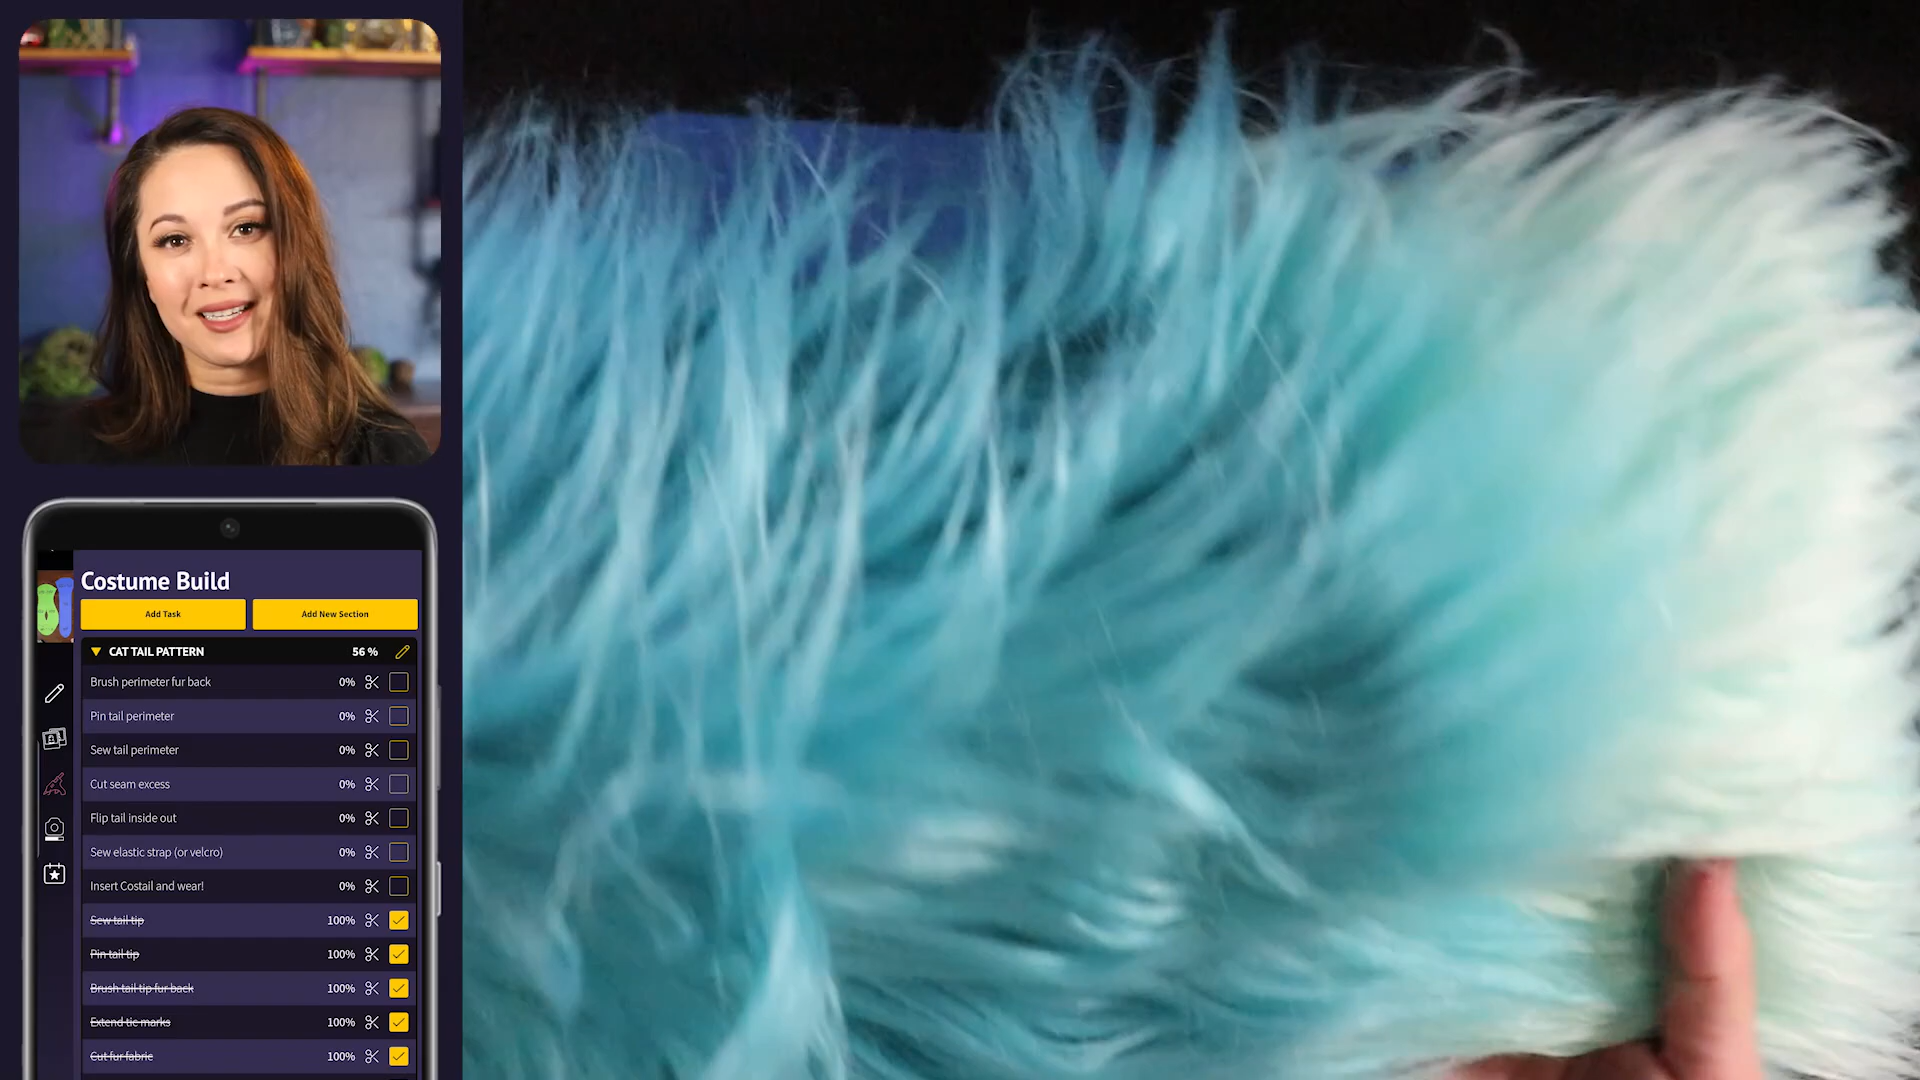 Costume Build
Add Task
Add New Section
CAT TAIL PATTERN 56 %
Brush perimeter fur back 0%
Pin tail perimeter 0%
Sew tail perimeter 0%
Cut seam excess 0%
Flip tail inside out 0%
Sew elastic strap (or velcro) 0%
Insert Costail and wear! 0%
Sew tail tip 100%
Pin tail tip 100%
Brush tail tip fur back 100%
Extend tic marks 100%
Cut fur fabric 100%